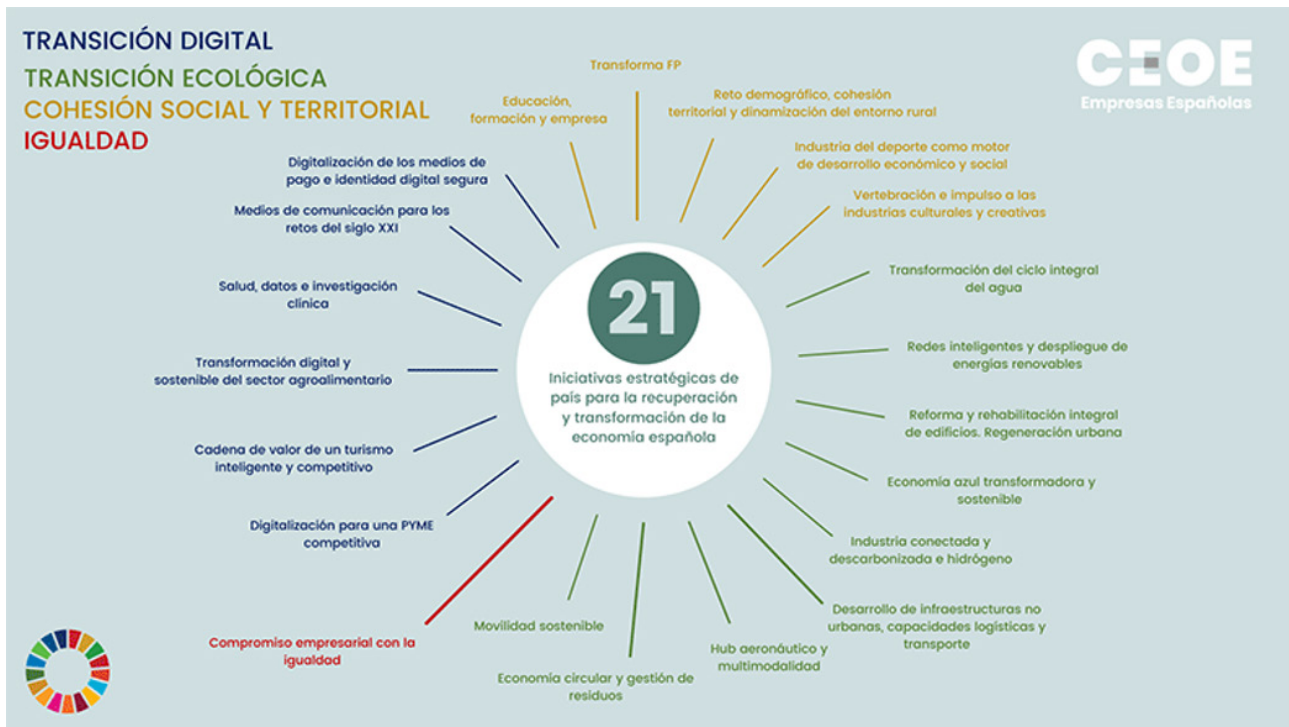 TRANSICIÓN DIGITAL
TRANSICIÓN ECOLÓGICA
COHESIÓN SOCIAL Y TERRITORIAL
IGUALDAD
CEOE
Empresas Españolas
Transforma FP
Educación,
formación y empresa
Reto demográfico, cohesión
territorial y dinamización del entorno rural
Industria del deporte como motor
de desarrollo económico y social
Vertebración e impulso a las
industrias culturales y creativas
Transformación del ciclo integral
del agua
Redes inteligentes y despliegue de
energías renovables
Reforma y rehabilitación integral
de edificios. Regeneración urbana
Economía azul transformadora y
sostenible
Industria conectada y
descarbonizada e hidrógeno
Desarrollo de infraestructuras no
urbanas, capacidades logísticas y
transporte
Hub aeronáutico y
multimodalidad
Economía circular y gestión de
residuos
Movilidad sostenible
Compromiso empresarial con la
igualdad
Digitalización para una PYME
competitiva
Cadena de valor de un turismo
inteligente y competitivo
Transformación digital y
sostenible del sector agroalimentario
Salud, datos e investigación
clínica
Medios de comunicación para los
retos del siglo XXI
Digitalización de los medios de
pago e identidad digital segura
21
Iniciativas estratégicas de
país para la recuperación
y transformación de la
economía española